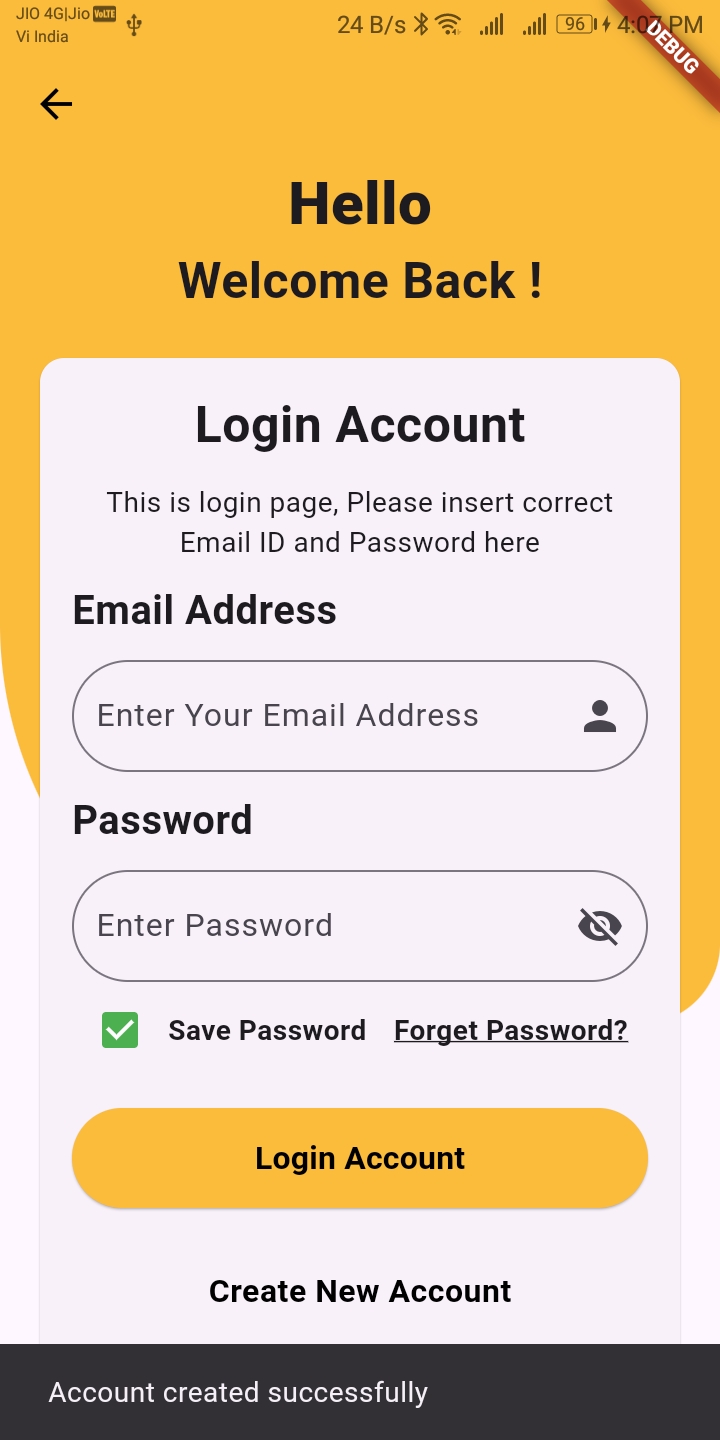 JIO 4G|Jio VoLTE
Vi India
24 B/s 96 4:07 PM
DEBUG
Hello
Welcome Back !
Login Account
This is login page, Please insert correct
Email ID and Password here
Email Address
Enter Your Email Address
Password
Enter Password
Save Password Forget Password?
Login Account
Create New Account
Account created successfully